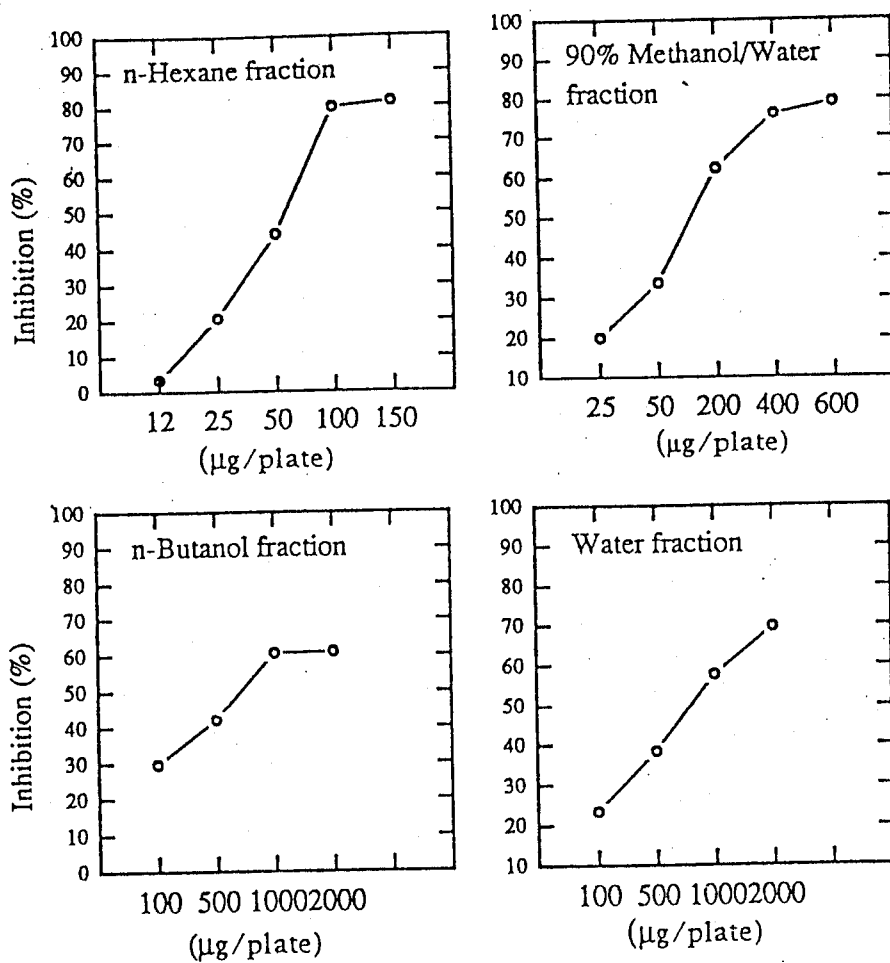 100
90
80
70
60
50
40
30
20
10
0
Inhibition (%)
n-Hexane fraction
12 25 50 100 150
(µg/plate)
100
90
80
70
60
50
40
30
20
10
90% Methanol/Water
fraction
25 50 200 400 600
(µg/plate)
100
90
80
70
60
50
40
30
20
10
0
Inhibition (%)
n-Butanol fraction
100 500 10002000
(µg/plate)
100
90
80
70
60
50
40
30
20
10
Water fraction
100 500 10002000
(µg/plate)